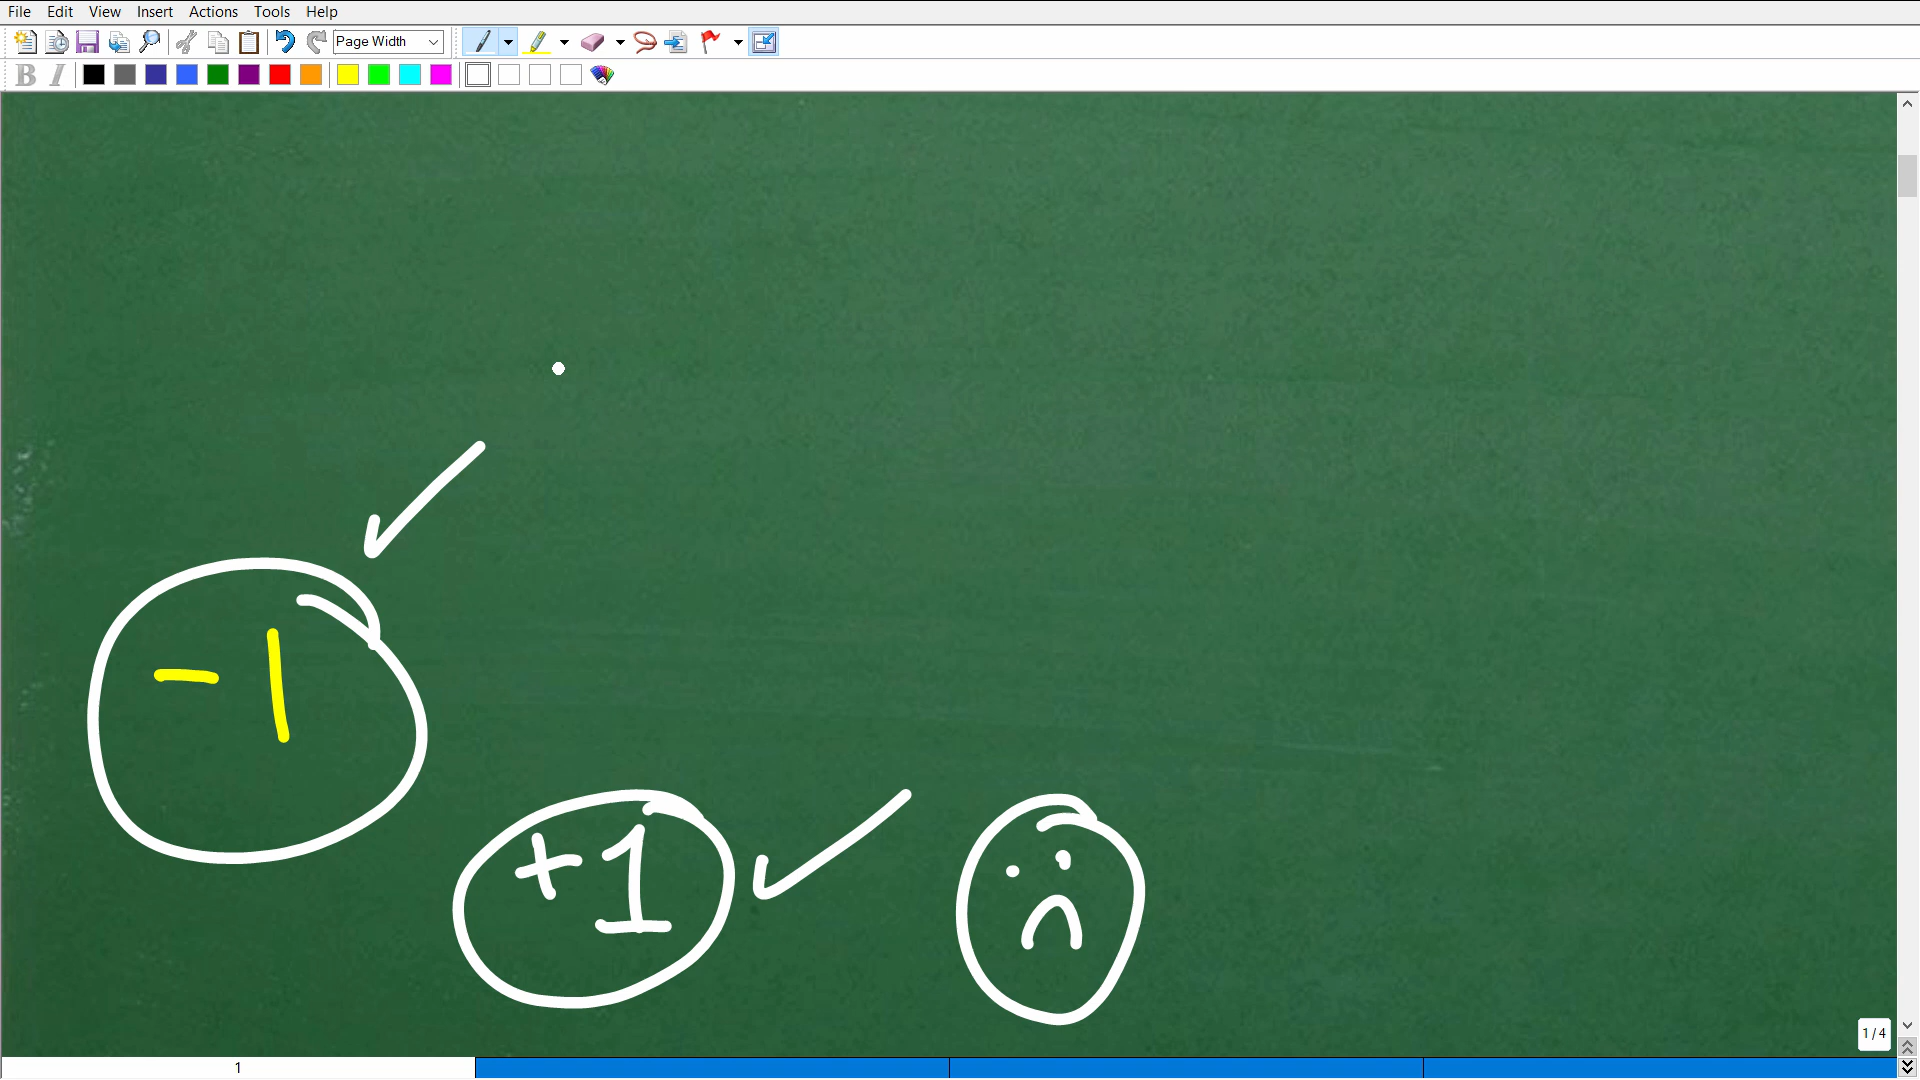 File Edit View Insert Actions Tools Help
Page Width
B I
-1
+1
1/4
1